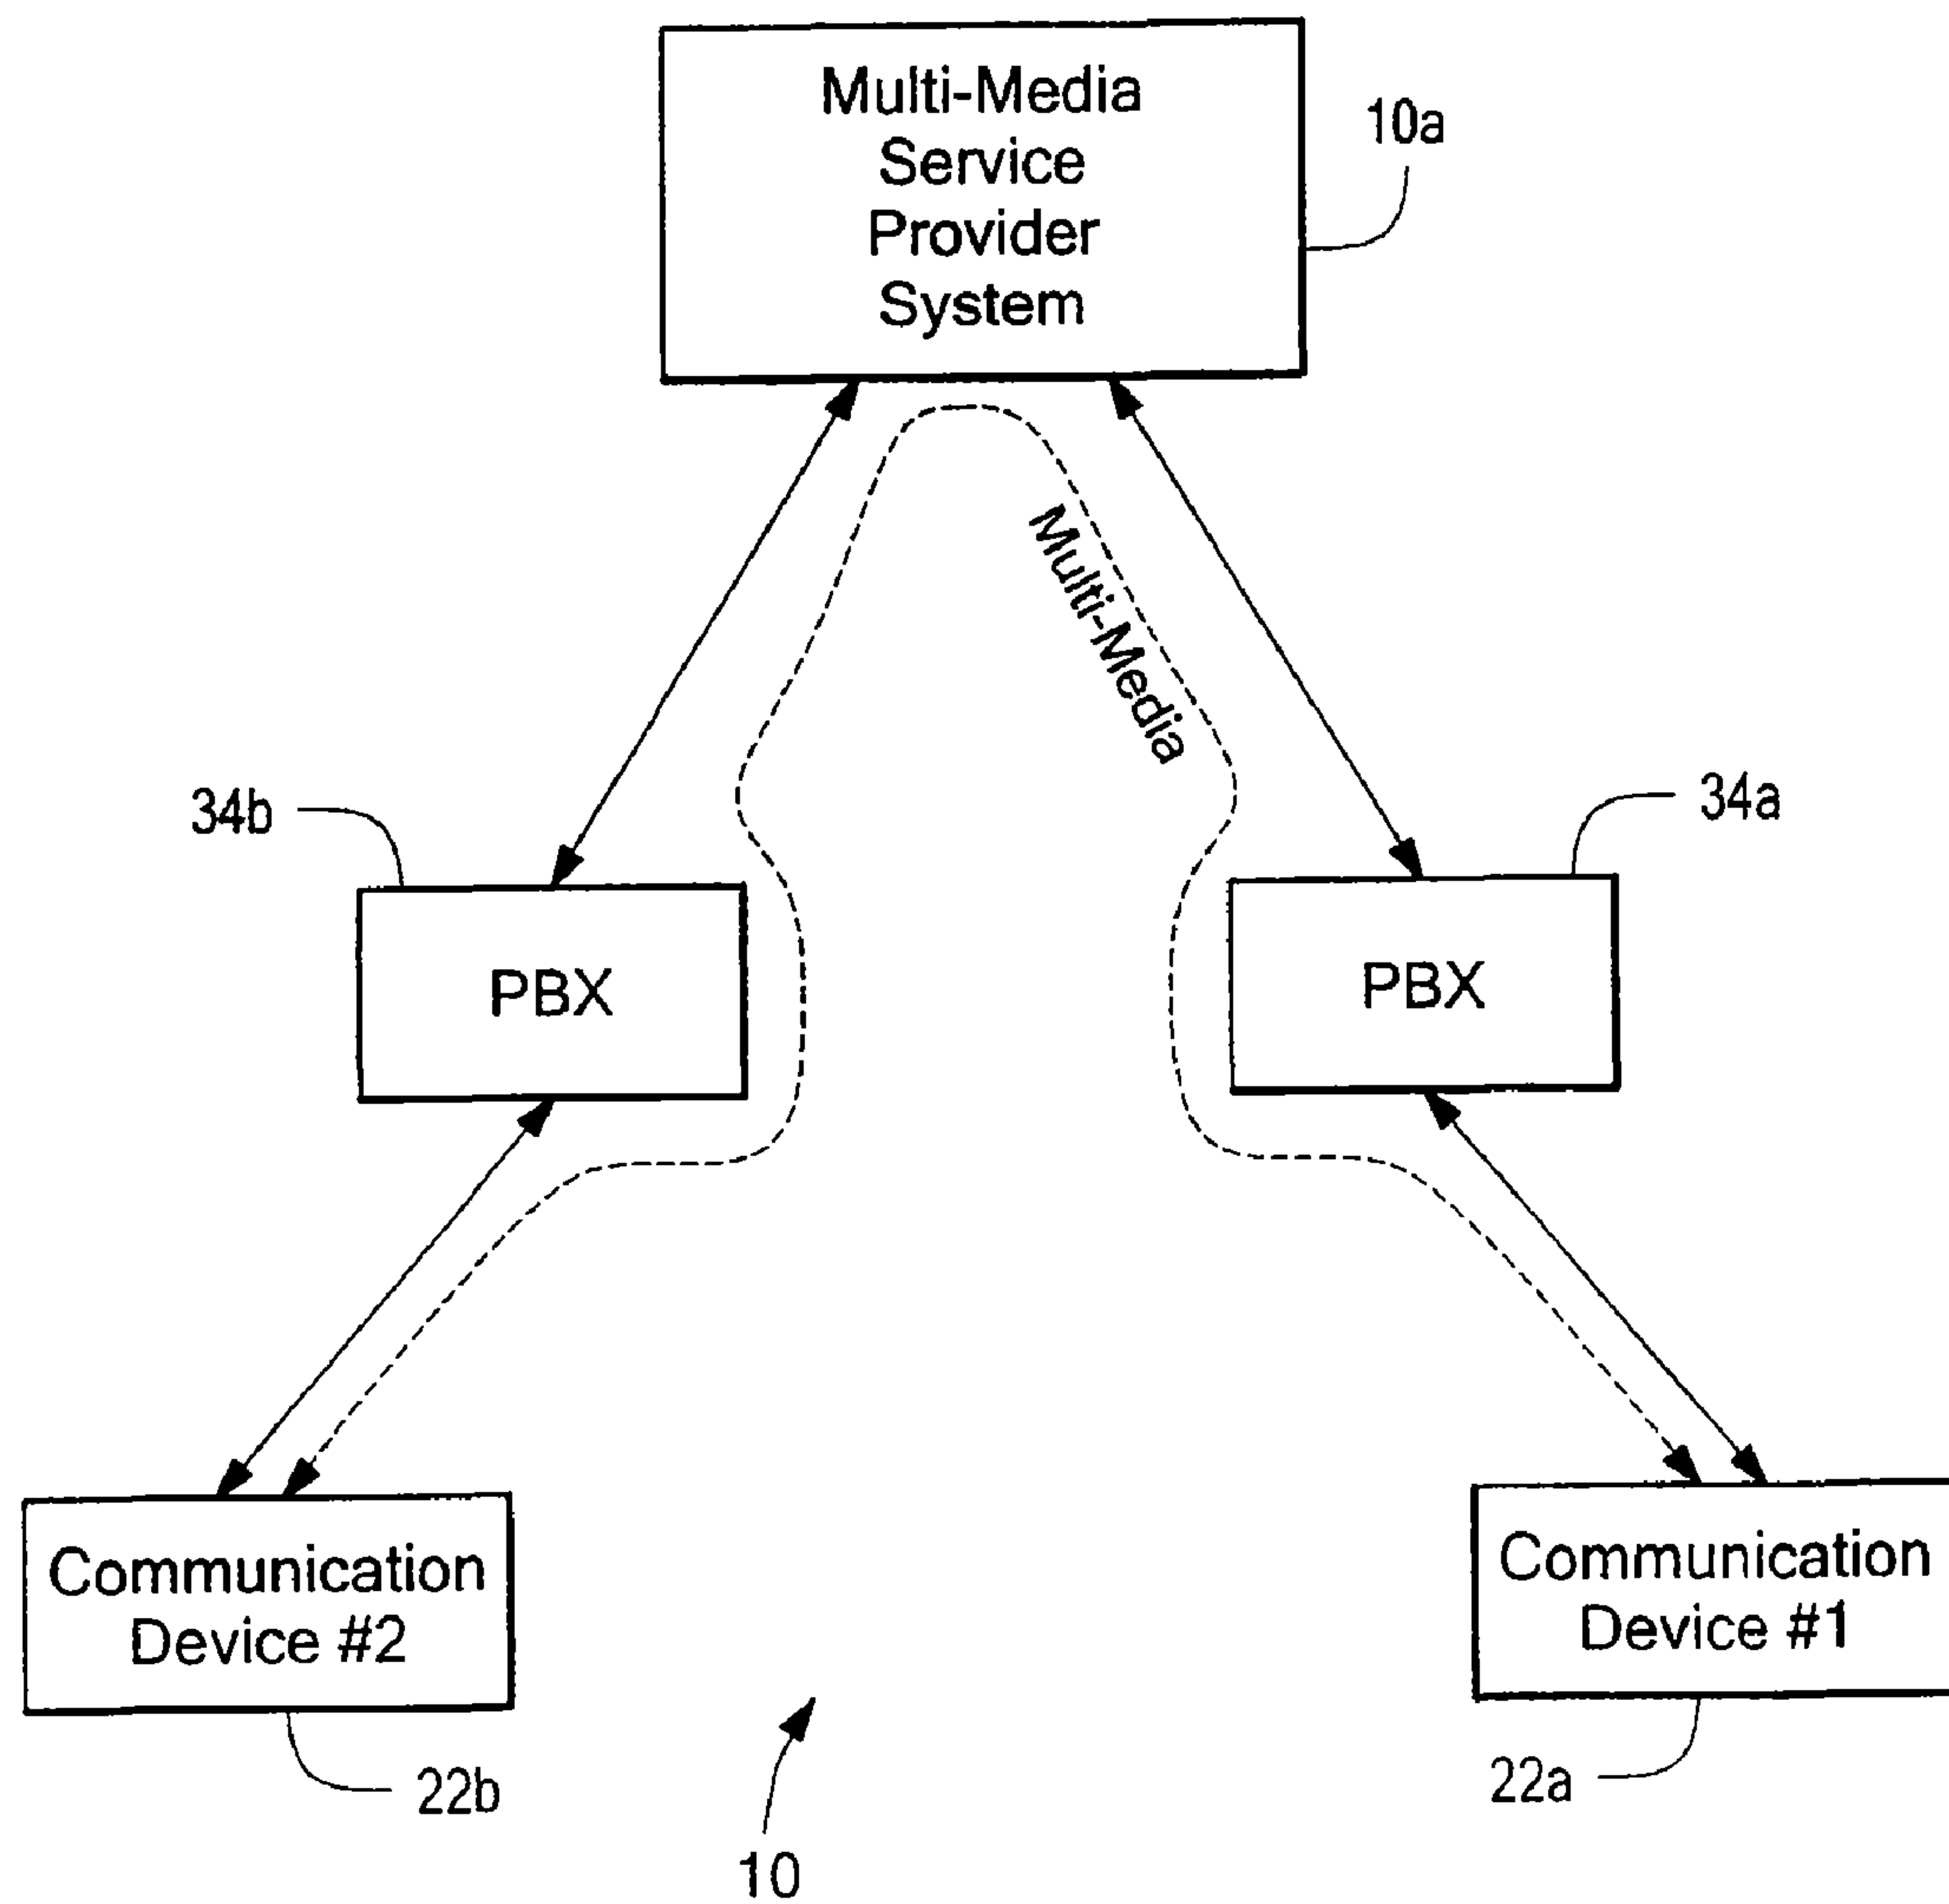 Multi-Media
Service
Provider
System
10a
Multi-Media
34b
34a
PBX
PBX
Communication
Device #2
Communication
Device #1
22b
22a
10